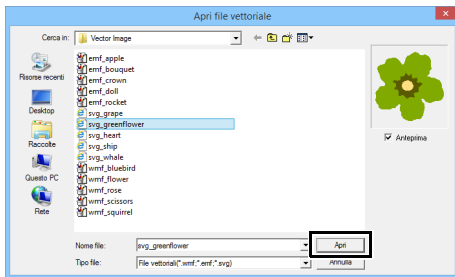 Apri file vettoriale
Cerca in: Vector Image
Risorse recenti
Desktop
Raccolte
Questo PC
Rete
emf_apple
emf_bouquet
emf_crown
emf_doll
emf_rocket
svg_grape
svg_greenflower
svg_heart
svg_ship
svg_whale
wmf_bluebird
wmf_flower
wmf_rose
wmf_scissors
wmf_squirrel
Anteprima
Nome file: svg_greenflower Apri
Tipo file: File vettoriali(*.wmf;*.emf;*.svg) Annulla